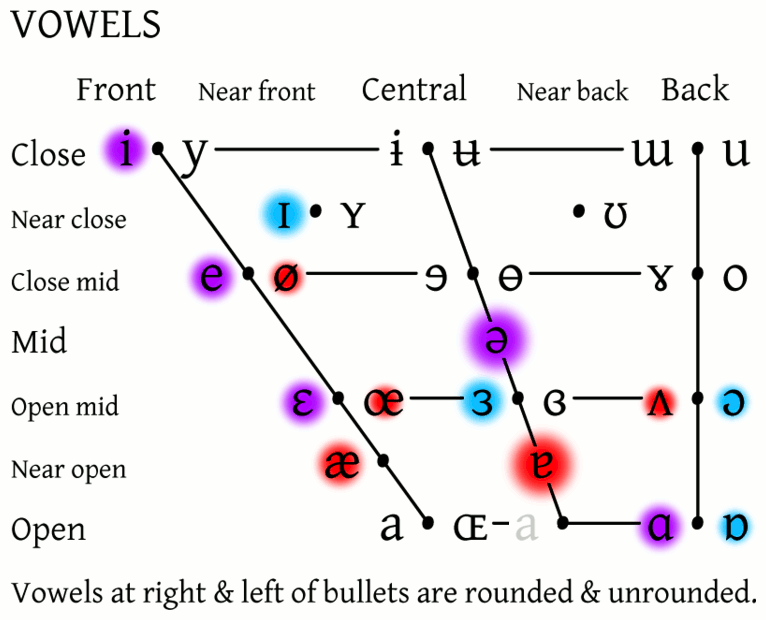 VOWELS
Front Near front Central Near back Back
Close i y ɨ ʉ ɯ u
Near close ɪ ʏ ʊ
Close mid e ø ɘ ɵ ɤ o
Mid ə
Open mid ɛ œ ɜ ɞ ʌ ɔ
Near open æ ɐ
Open a ɶ a ɑ ɒ
Vowels at right & left of bullets are rounded & unrounded.